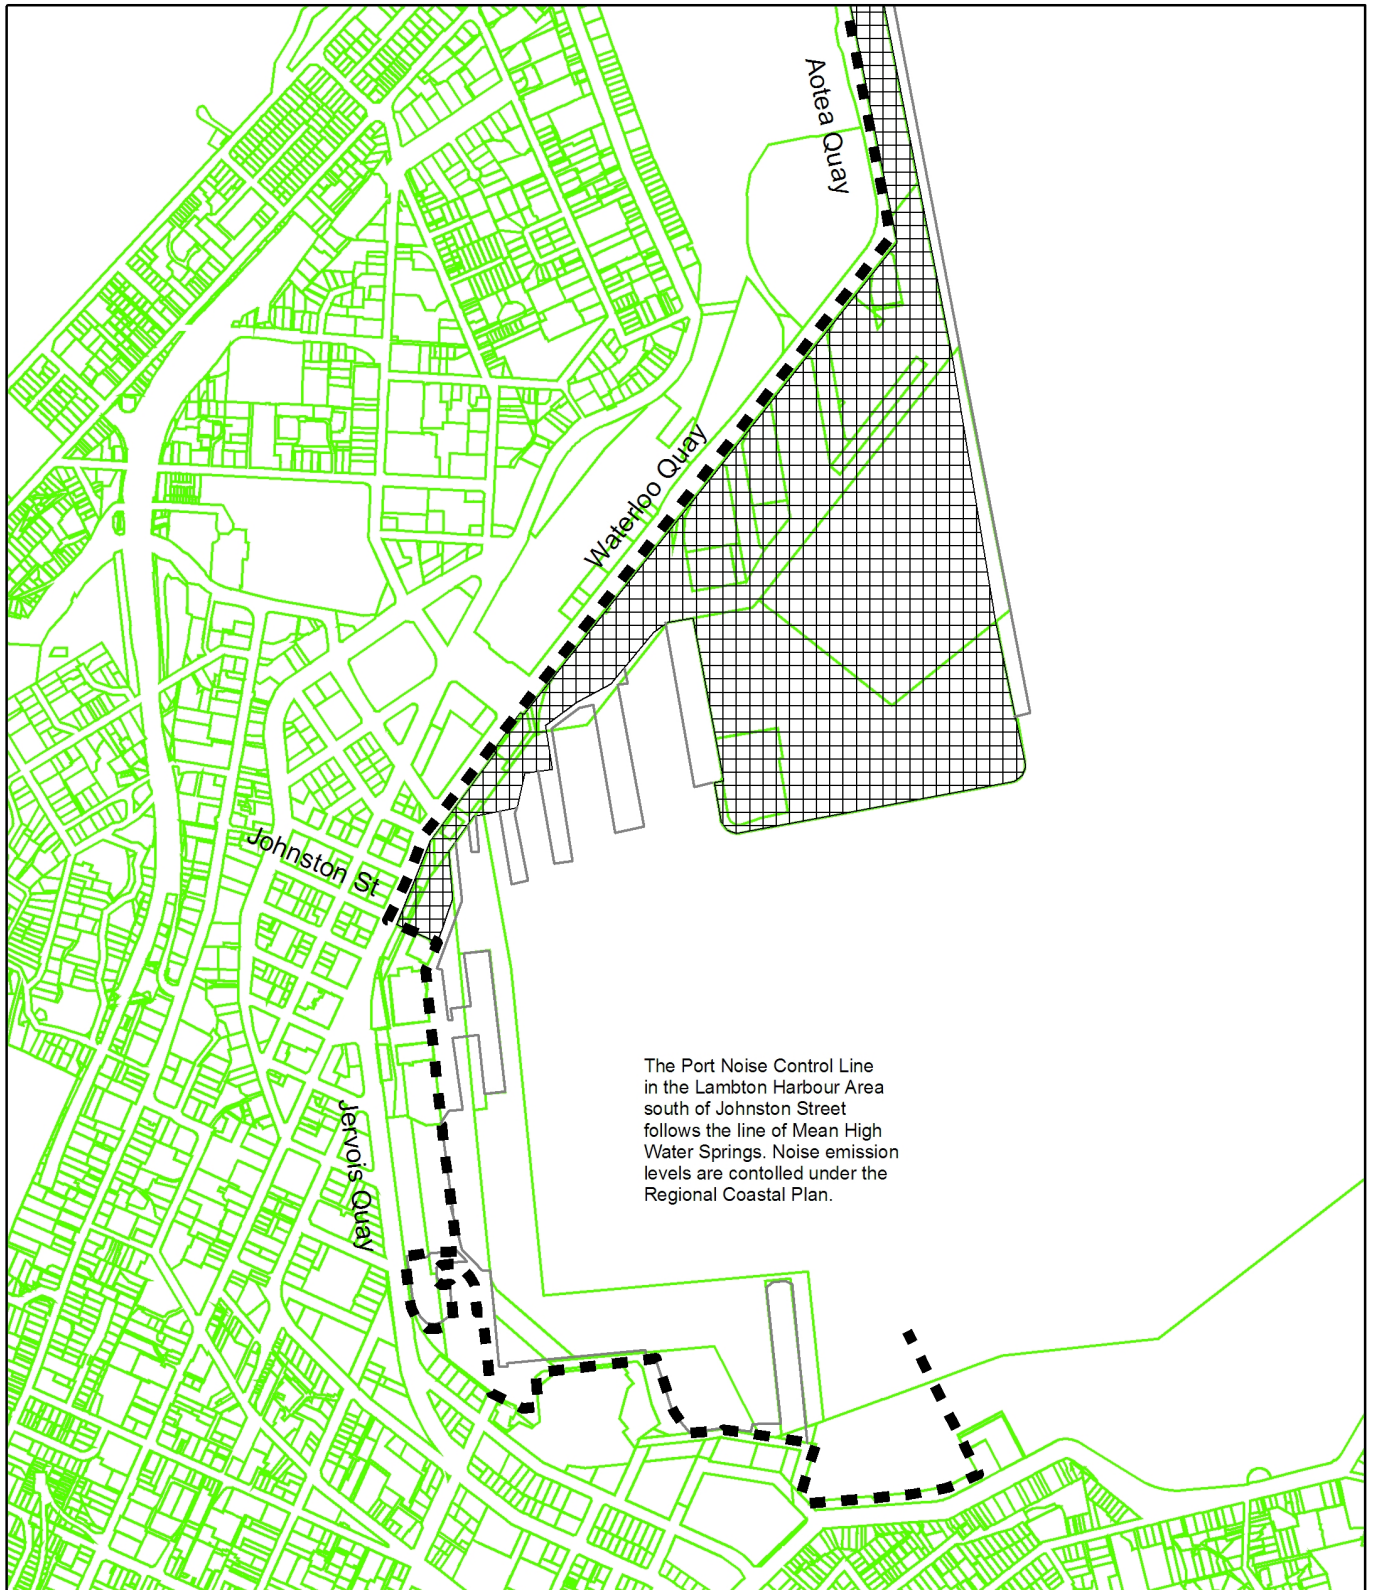 Aotea Quay
Waterloo Quay
Johnston St
The Port Noise Control Line
in the Lambton Harbour Area
south of Johnston Street
follows the line of Mean High
Water Springs. Noise emission
levels are contolled under the
Regional Coastal Plan.
Jervois Quay